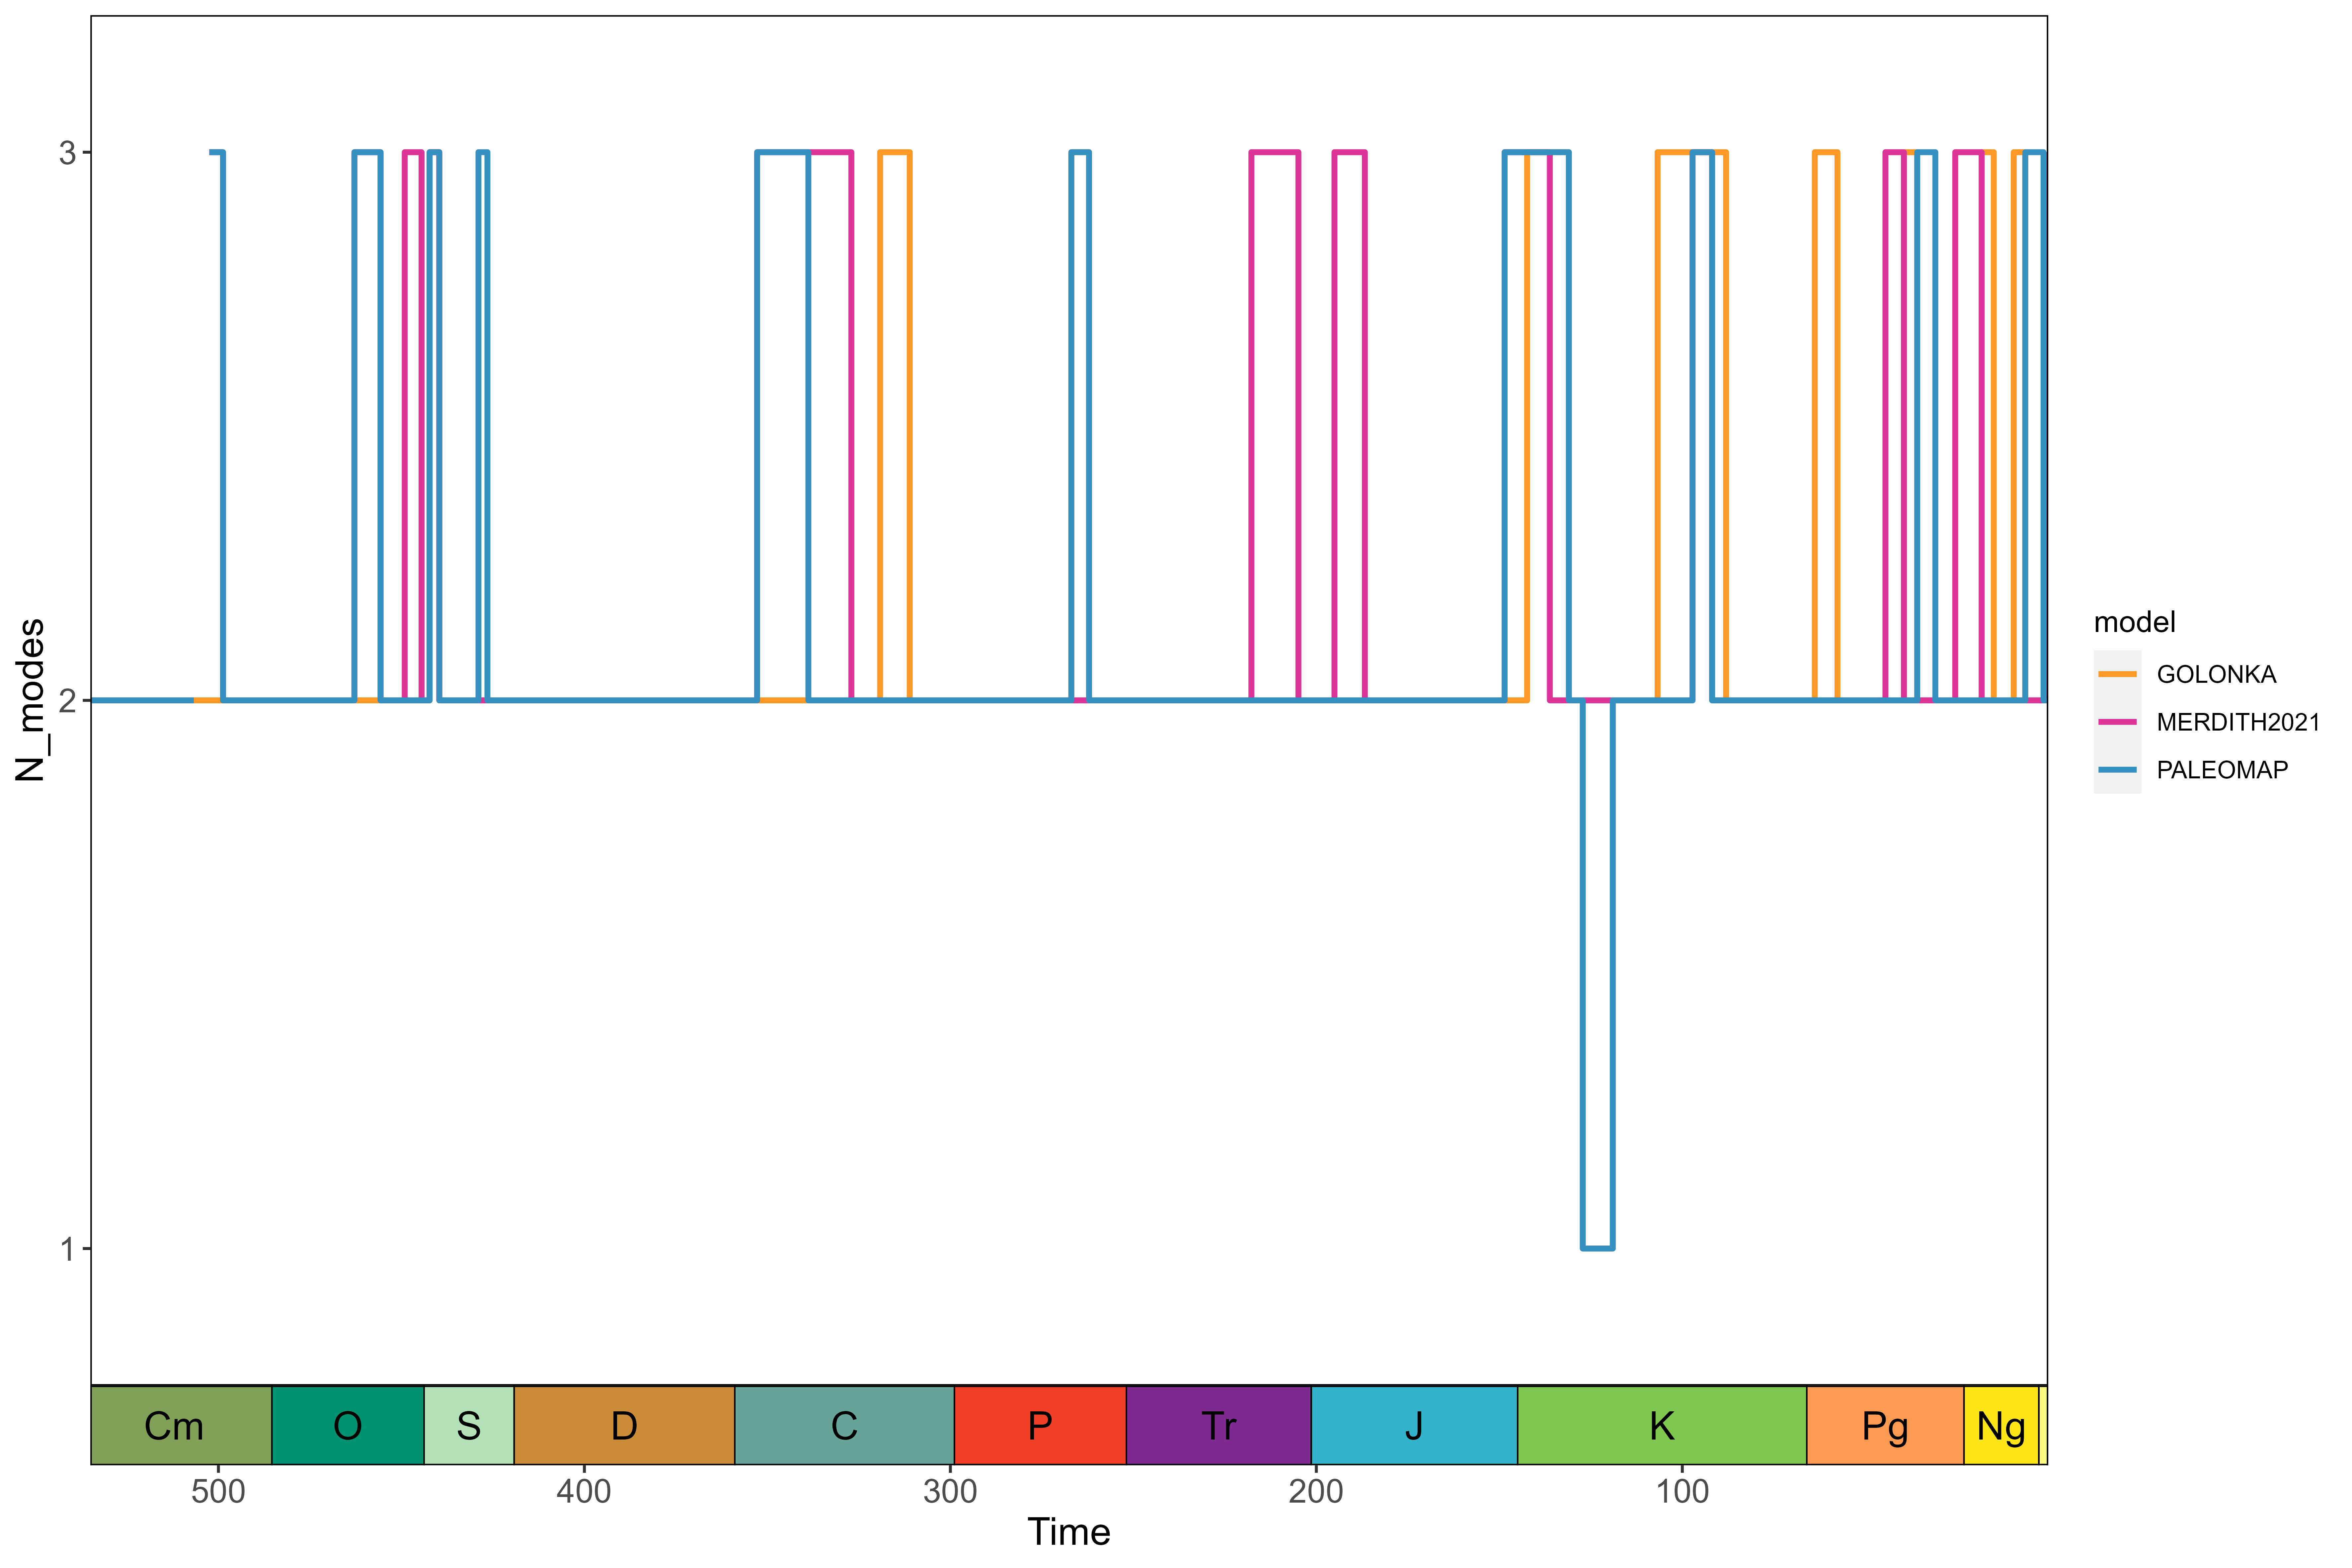 3
2
1
N_modes
Cm O S D C P Tr J K Pg Ng
500 400 300 200 100
Time
model
GOLONKA
MERDITH2021
PALEOMAP